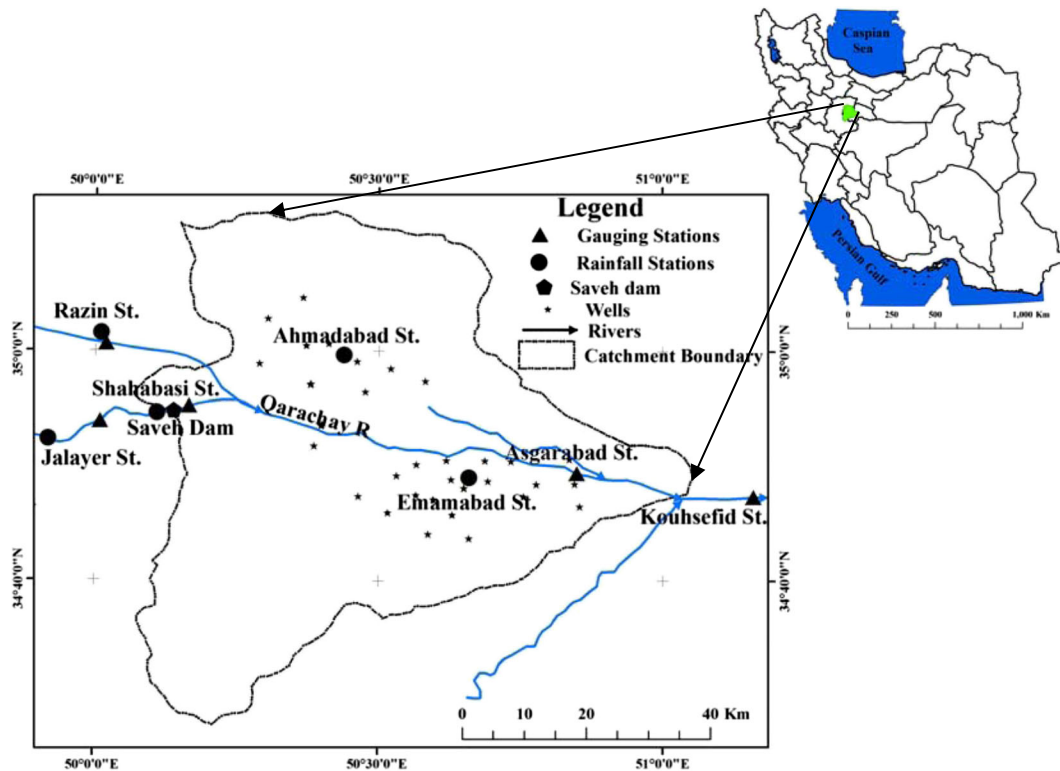 Caspian
Sea
Persian Gulf
0 250 500 1,000 Km
50°0'0"E 50°30'0"E 51°0'0"E
Legend
Gauging Stations
Rainfall Stations
Saveh dam
Wells
Rivers
Catchment Boundary
Razin St.
Ahmadabad St.
35°0'0"N
35°0'0"N
Shahabasi St.
Saveh Dam
Qarachay R
Jalayer St.
Asgarabad St.
Emamabad St.
Kouhsefid St.
34°40'0"N
34°40'0"N
0 10 20 40 Km
50°0'0"E 50°30'0"E 51°0'0"E